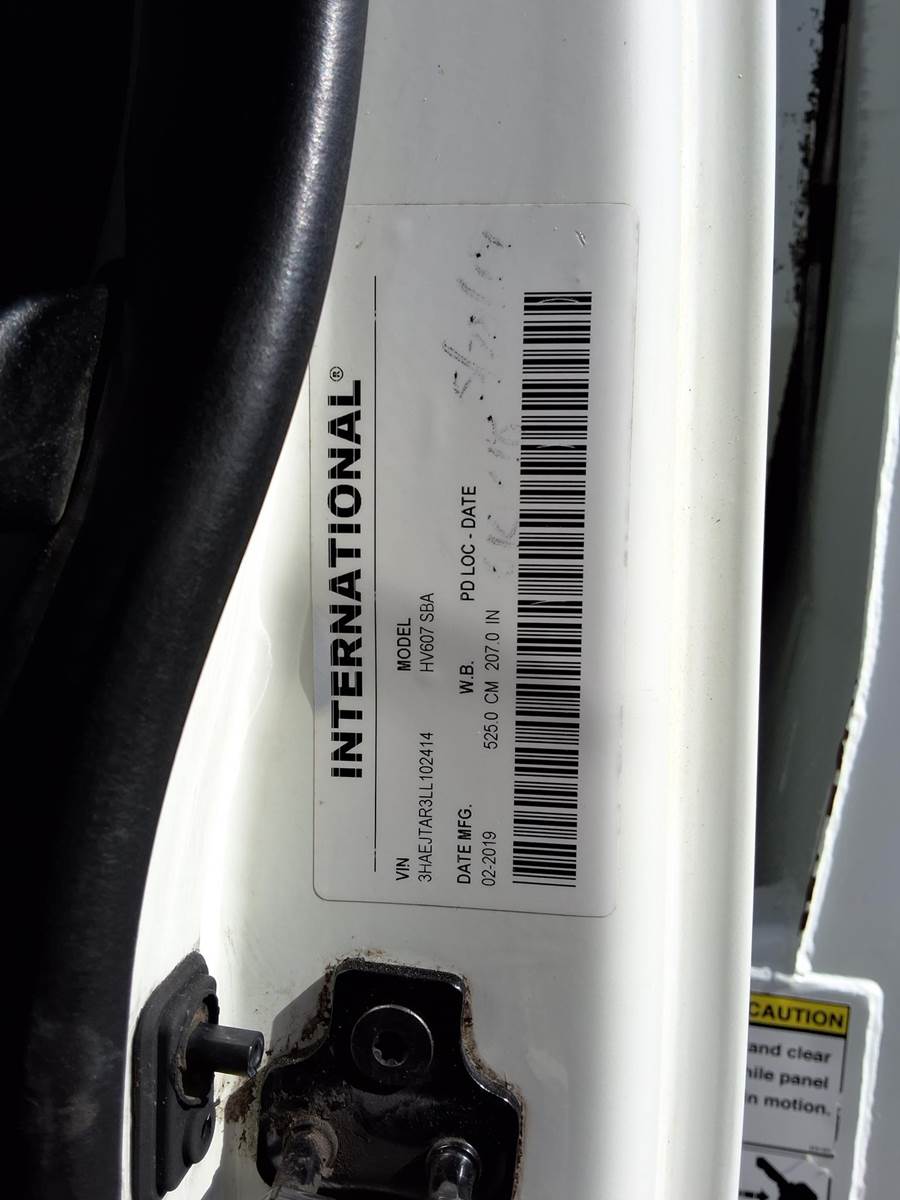 INTERNATIONAL®
VIN MODEL
3HAEJTAR3LL102414 HV607 SBA
DATE MFG. W.B. PD LOC - DATE
02-2019 525.0 CM 207.0 IN
CAUTION
and clear
panel
in motion.